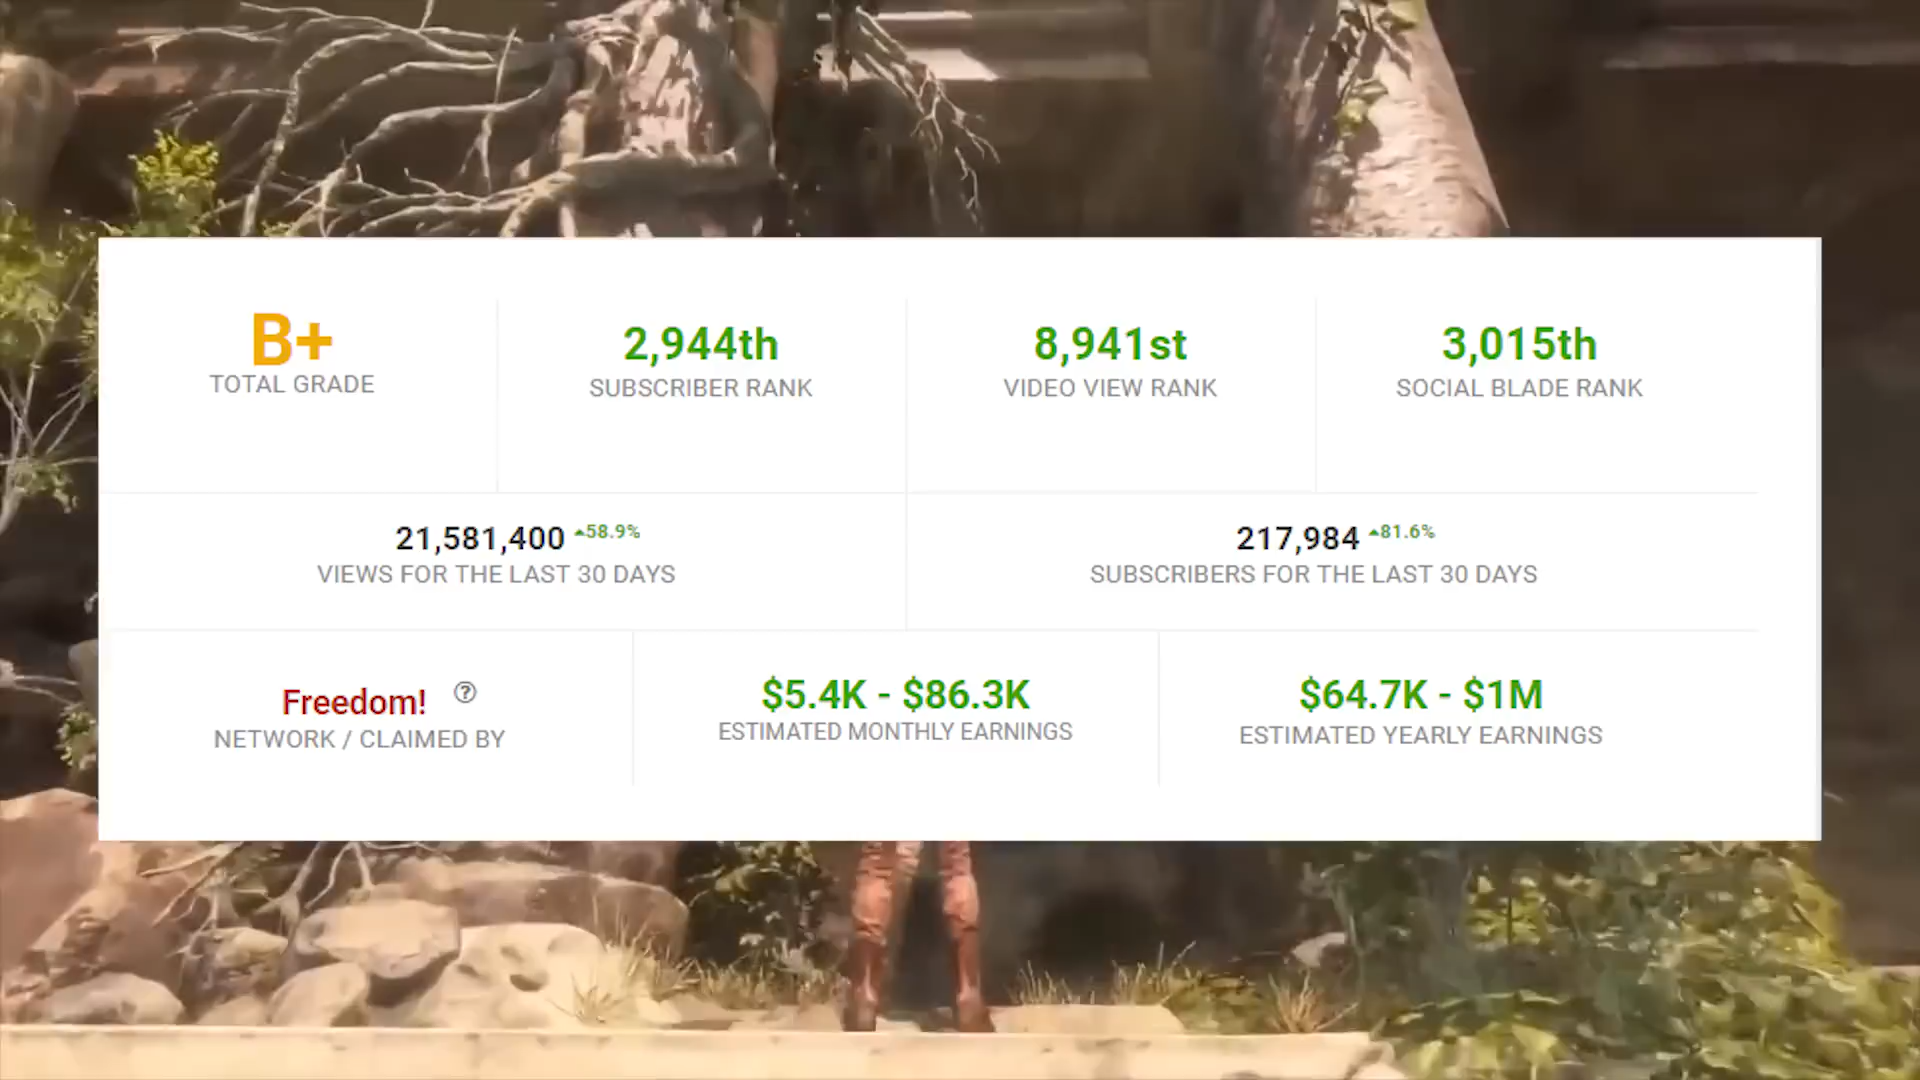 B+
TOTAL GRADE
2,944th
SUBSCRIBER RANK
8,941st
VIDEO VIEW RANK
3,015th
SOCIAL BLADE RANK
21,581,400 ▲58.9%
VIEWS FOR THE LAST 30 DAYS
217,984 ▲81.6%
SUBSCRIBERS FOR THE LAST 30 DAYS
Freedom! ?
NETWORK / CLAIMED BY
$5.4K - $86.3K
ESTIMATED MONTHLY EARNINGS
$64.7K - $1M
ESTIMATED YEARLY EARNINGS